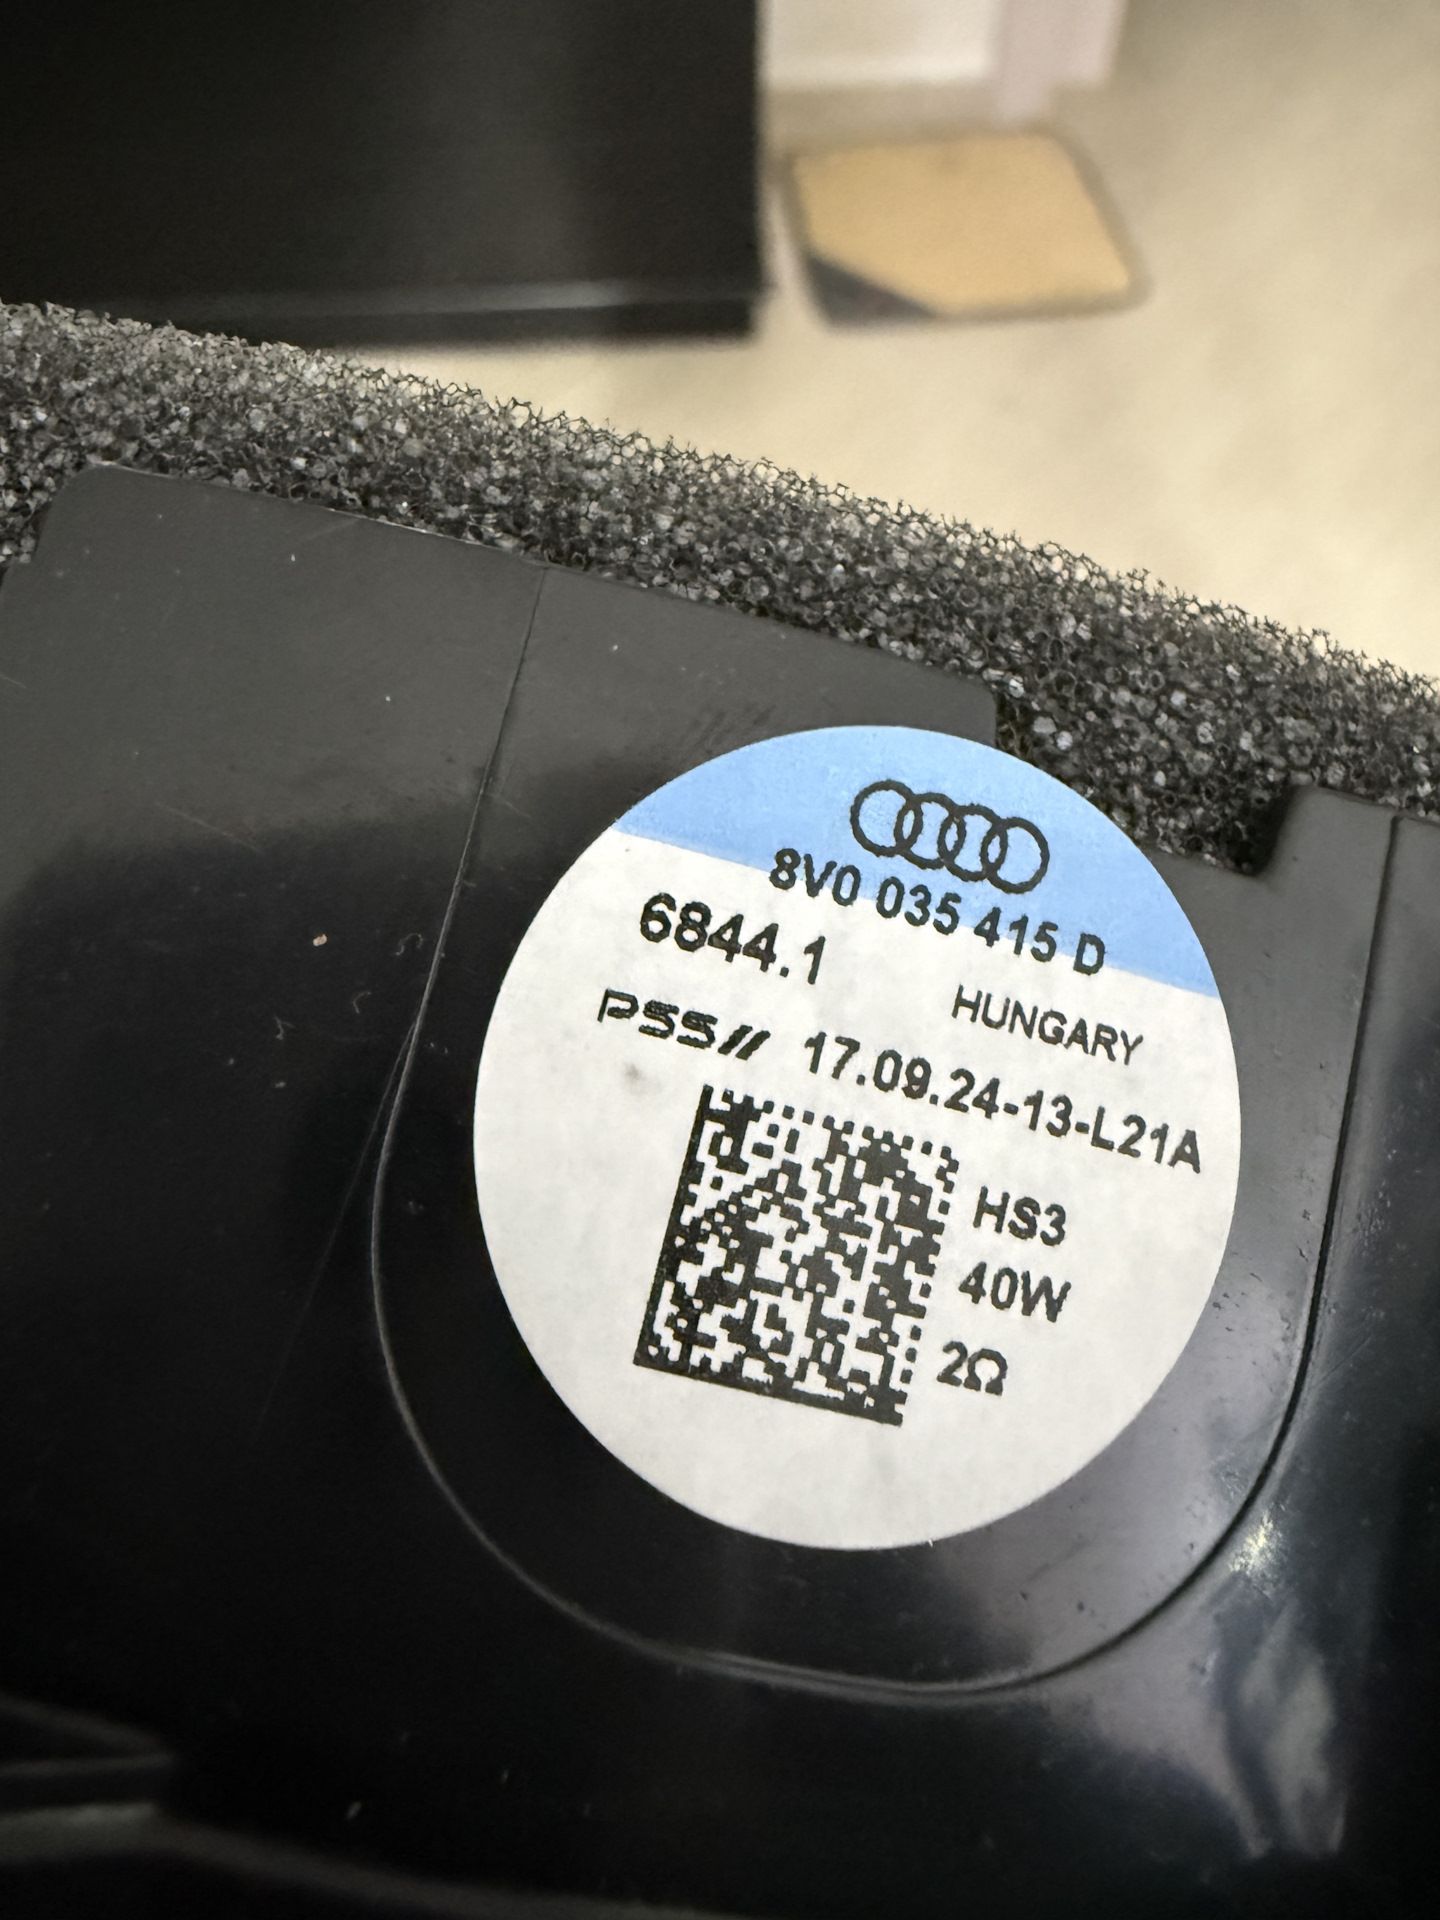 8V0 035 415 D
6844.1
HUNGARY
PSS// 17.09.24-13-L21A
HS3
40W
2Ω